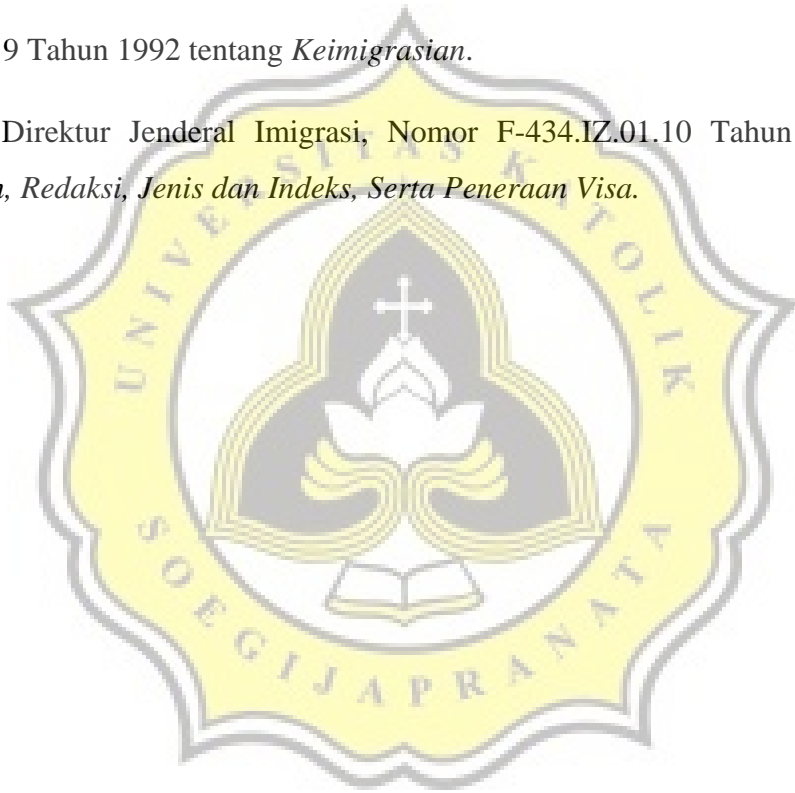 9 Tahun 1992 tentang Keimigrasian.
Direktur Jenderal Imigrasi, Nomor F-434.IZ.01.10 Tahun
, Redaksi, Jenis dan Indeks, Serta Peneraan Visa.
UNIVERSITAS KATOLIK
SOEGIJAPRANATA